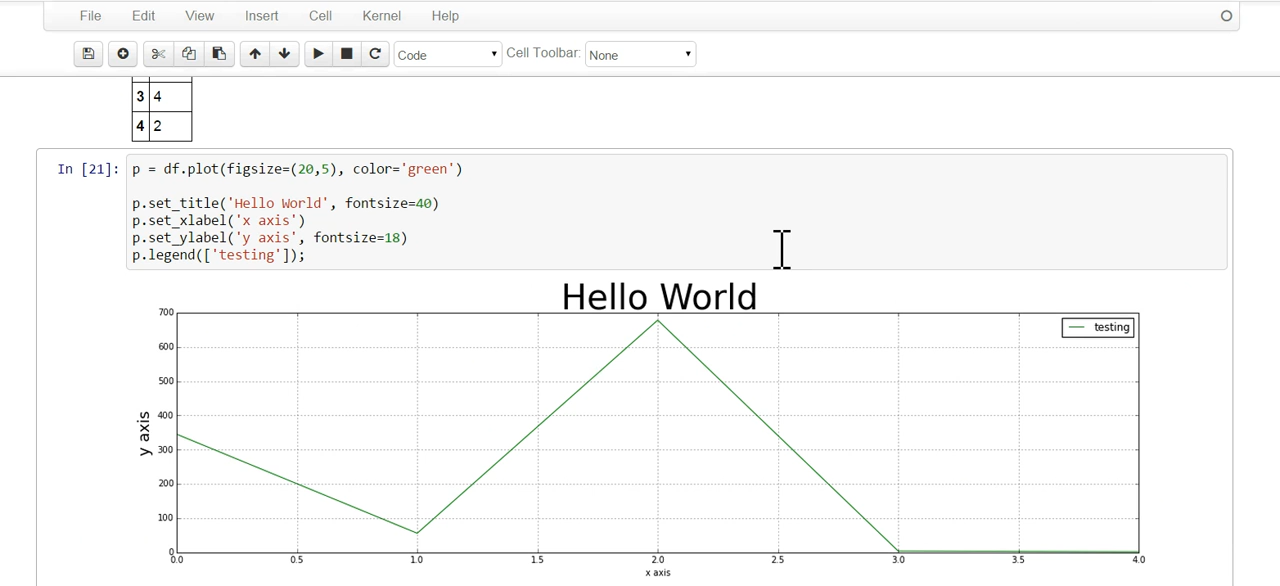 File Edit View Insert Cell Kernel Help
Code Cell Toolbar: None
3 4
4 2
In [21]: p = df.plot(figsize=(20,5), color='green')
p.set_title('Hello World', fontsize=40)
p.set_xlabel('x axis')
p.set_ylabel('y axis', fontsize=18)
p.legend(['testing']);
Hello World
700
600
500
400
300
200
100
0
y axis
testing
0.0 0.5 1.0 1.5 2.0 2.5 3.0 3.5 4.0
x axis